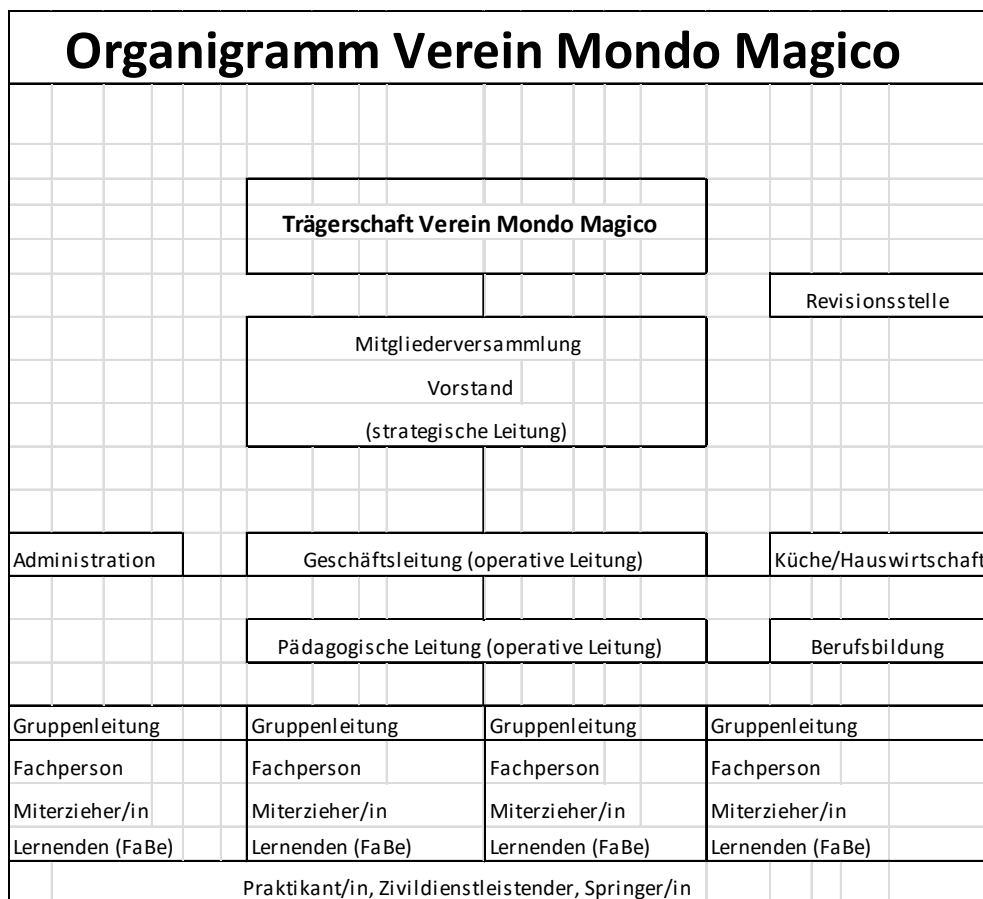 Organigramm Verein Mondo Magico
Trägerschaft Verein Mondo Magico
Revisionsstelle
Mitgliederversammlung
Vorstand
(strategische Leitung)
Administration
Geschäftsleitung (operative Leitung)
Küche/Hauswirtschaft
Pädagogische Leitung (operative Leitung)
Berufsbildung
Gruppenleitung Gruppenleitung Gruppenleitung Gruppenleitung
Fachperson Fachperson Fachperson Fachperson
Miterzieher/in Miterzieher/in Miterzieher/in Miterzieher/in
Lernenden (FaBe) Lernenden (FaBe) Lernenden (FaBe) Lernenden (FaBe)
Praktikant/in, Zivildienstleistender, Springer/in